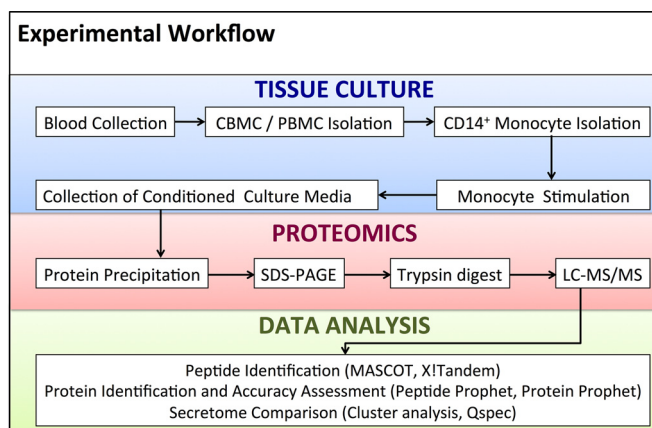 Experimental Workflow
TISSUE CULTURE
Blood Collection
CBMC / PBMC Isolation
CD14⁺ Monocyte Isolation
Collection of Conditioned Culture Media
Monocyte Stimulation
PROTEOMICS
Protein Precipitation
SDS-PAGE
Trypsin digest
LC-MS/MS
DATA ANALYSIS
Peptide Identification (MASCOT, X!Tandem)
Protein Identification and Accuracy Assessment (Peptide Prophet, Protein Prophet)
Secretome Comparison (Cluster analysis, Qspec)